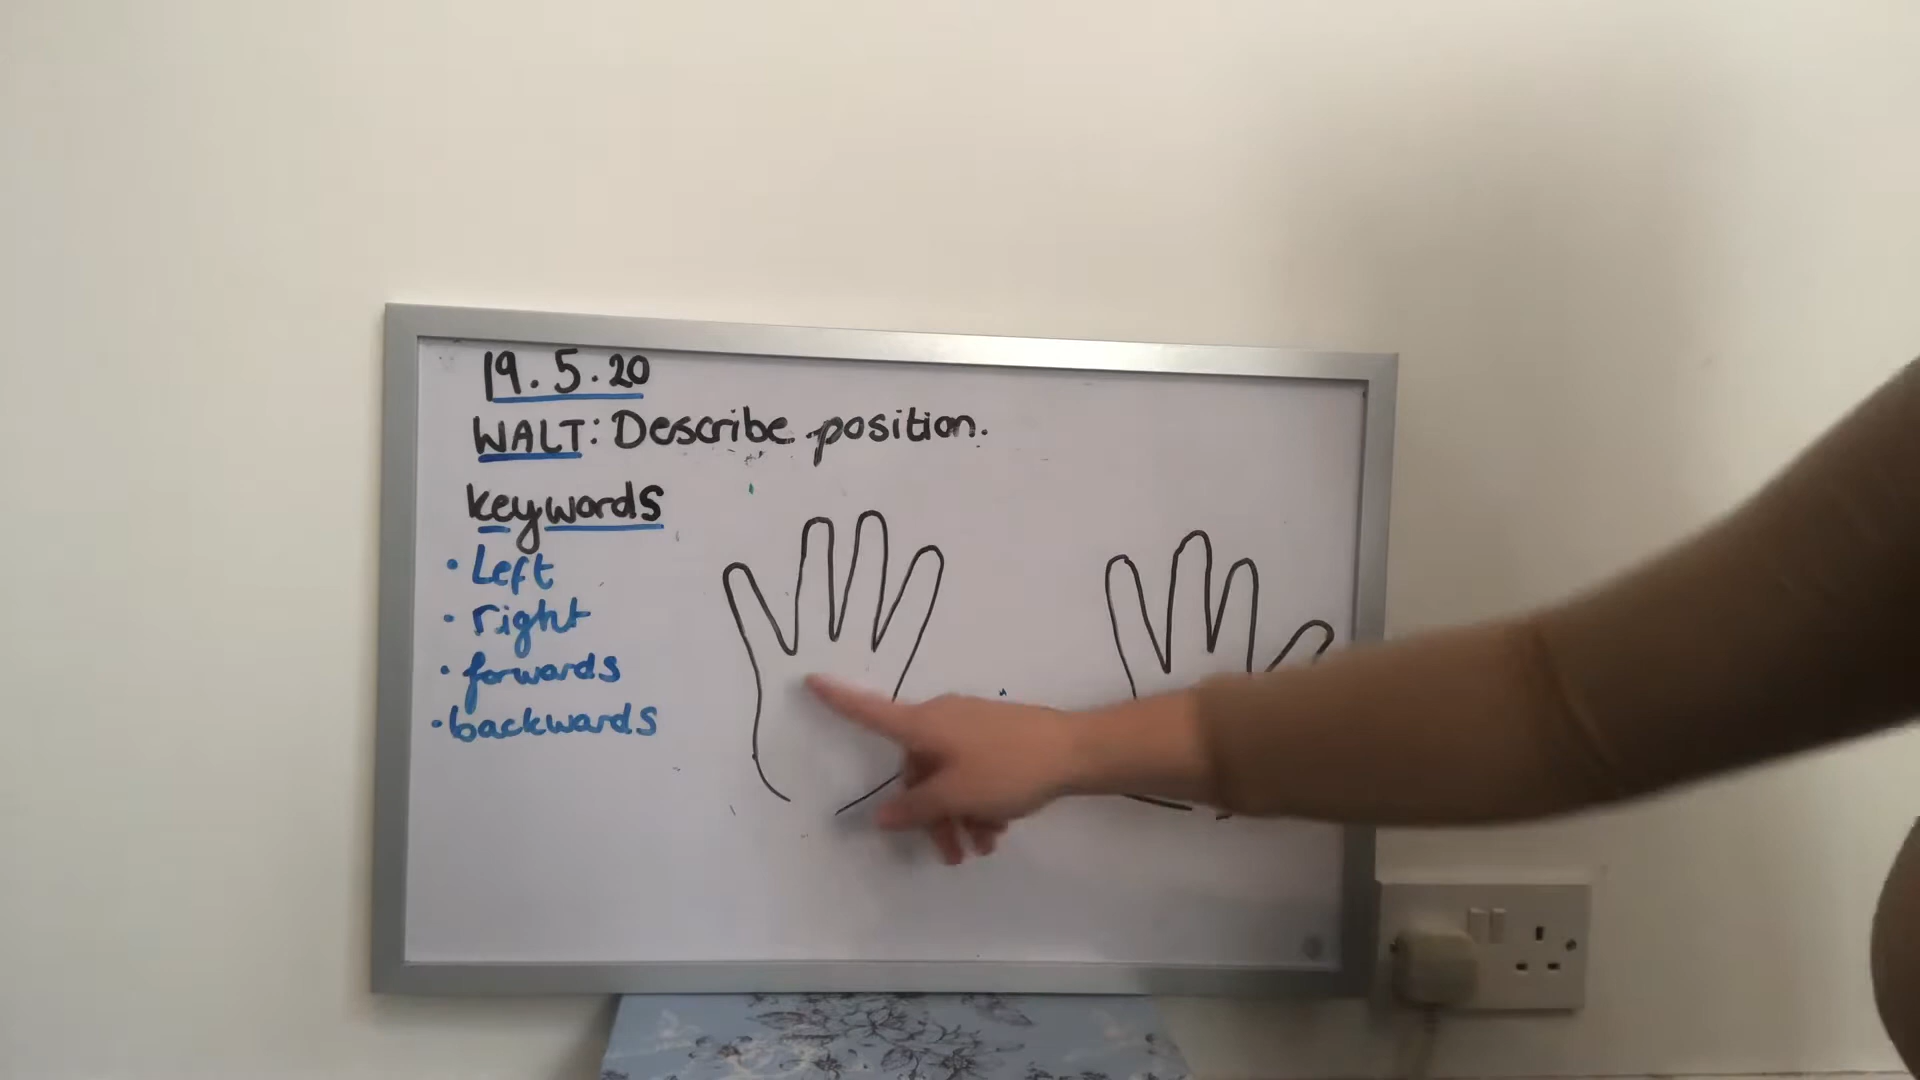 19.5.20
WALT: Describe position.
keywords
• Left
• right
• forwards
• backwards